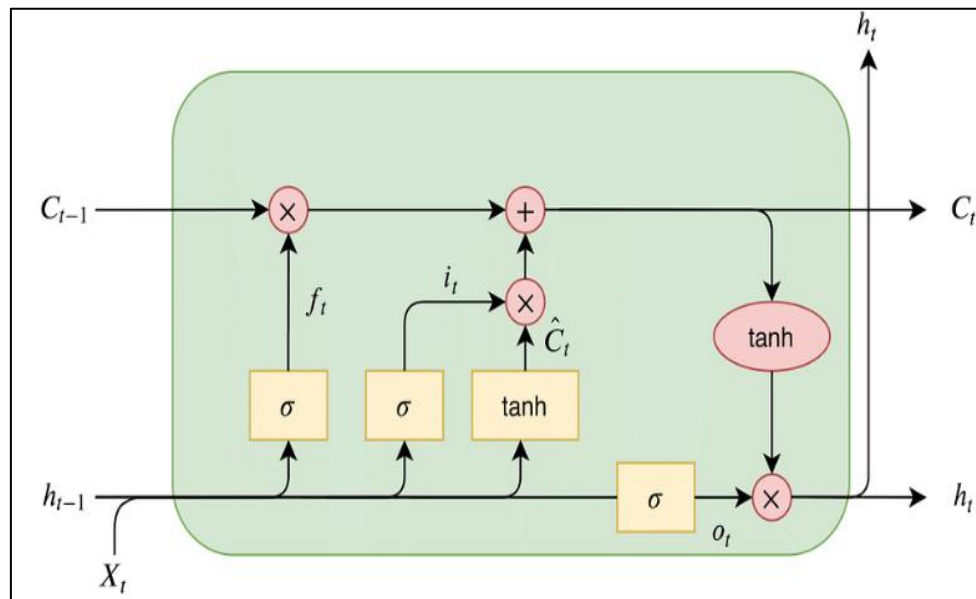 h_t
C_{t-1} × + C_t
f_t i_t ×
Ĉ_t tanh
σ σ tanh
h_{t-1} σ × h_t
o_t
X_t